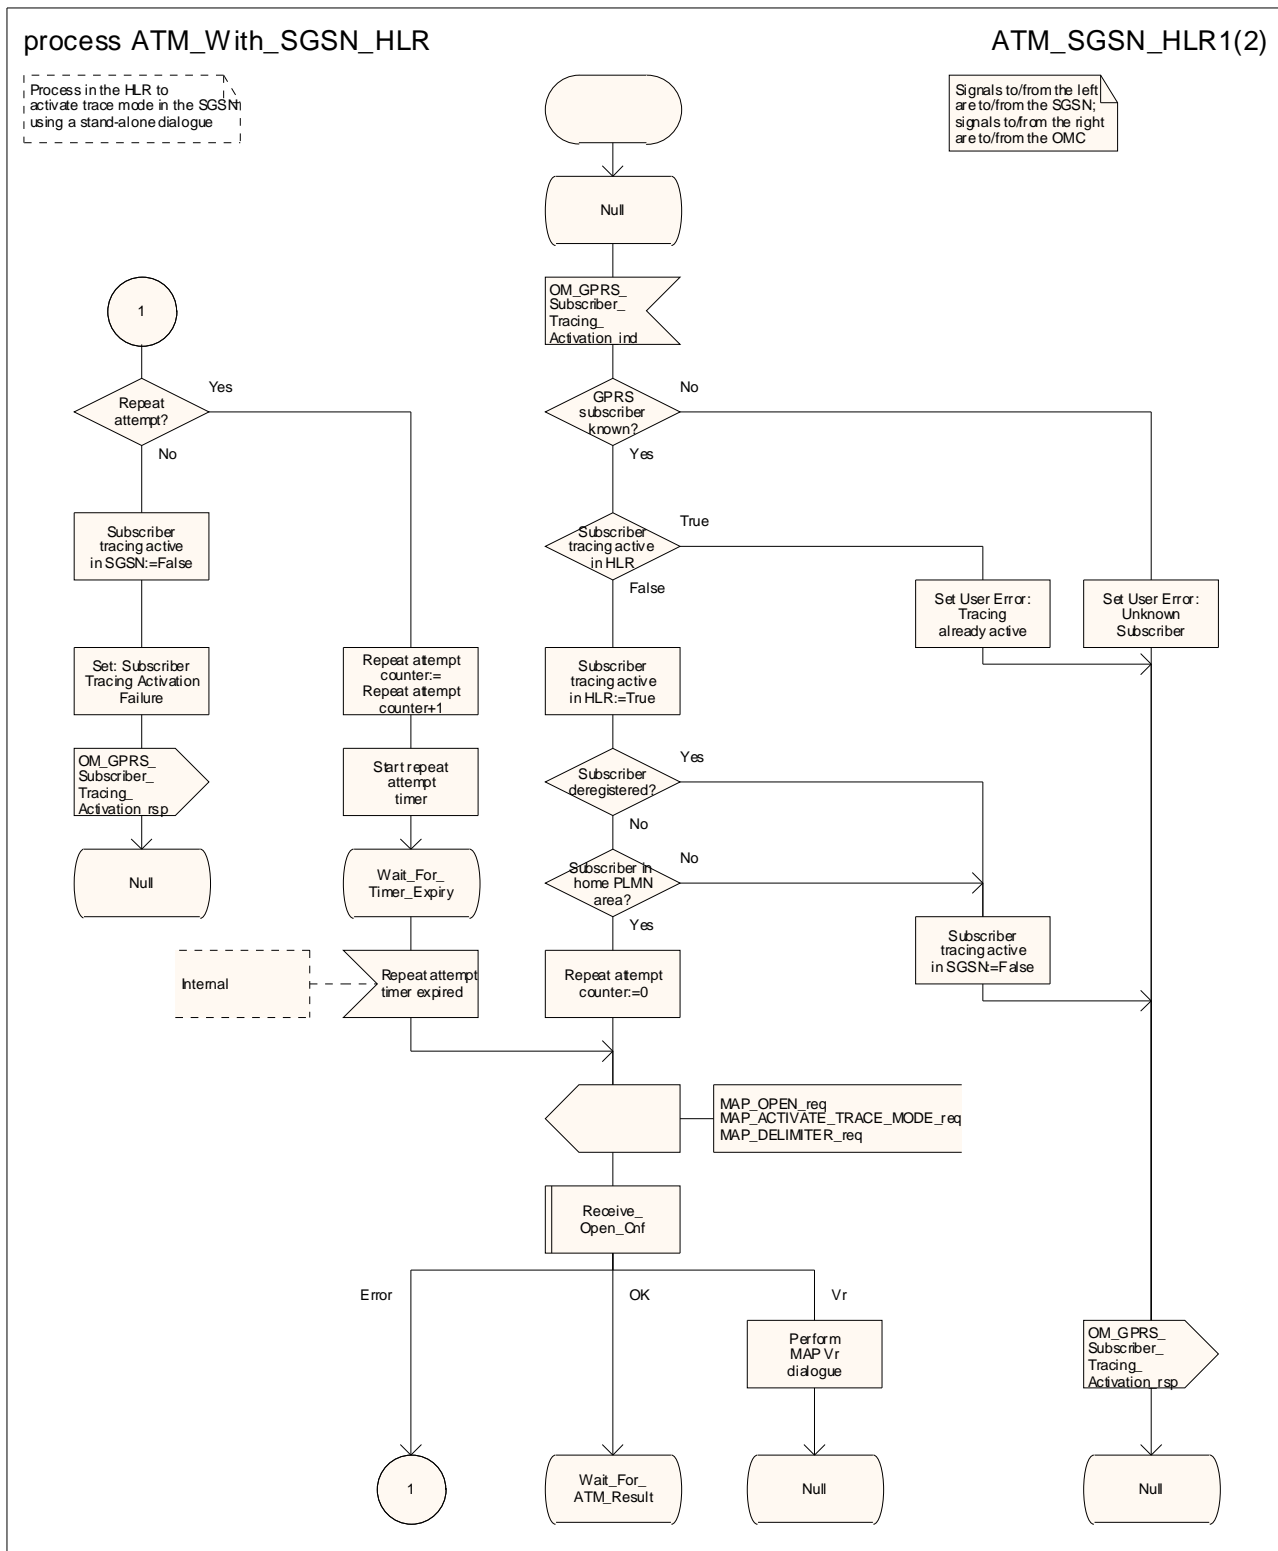 process ATM_With_SGSN_HLR
ATM_SGSN_HLR1(2)
Process in the HLR to
activate trace mode in the SGSN
using a stand-alone dialogue
Signals to/from the left
are to/from the SGSN;
signals to/from the right
are to/from the OMC
Null
OM_GPRS_
Subscriber_
Tracing_
Activation_ind
1
Yes
No
Repeat
attempt?
GPRS
subscriber
known?
No
Yes
Subscriber
tracing active
in SGSN:=False
Subscriber
tracing active
in HLR
True
False
Set User Error:
Tracing
already active
Set User Error:
Unknown
Subscriber
Set: Subscriber
Tracing Activation
Failure
Repeat attempt
counter:=
Repeat attempt
counter+1
Subscriber
tracing active
in HLR:=True
OM_GPRS_
Subscriber_
Tracing_
Activation_rsp
Start repeat
attempt
timer
Subscriber
deregistered?
Yes
No
Null
Wait_For_
Timer_Expiry
Subscriber in
home PLMN
area?
No
Yes
Subscriber
tracing active
in SGSN:=False
Internal
Repeat attempt
timer expired
Repeat attempt
counter:=0
MAP_OPEN_req
MAP_ACTIVATE_TRACE_MODE_req
MAP_DELIMITER_req
Receive_
Open_Cnf
Error
OK
Vr
Perform
MAP Vr
dialogue
OM_GPRS_
Subscriber_
Tracing_
Activation_rsp
1
Wait_For_
ATM_Result
Null
Null